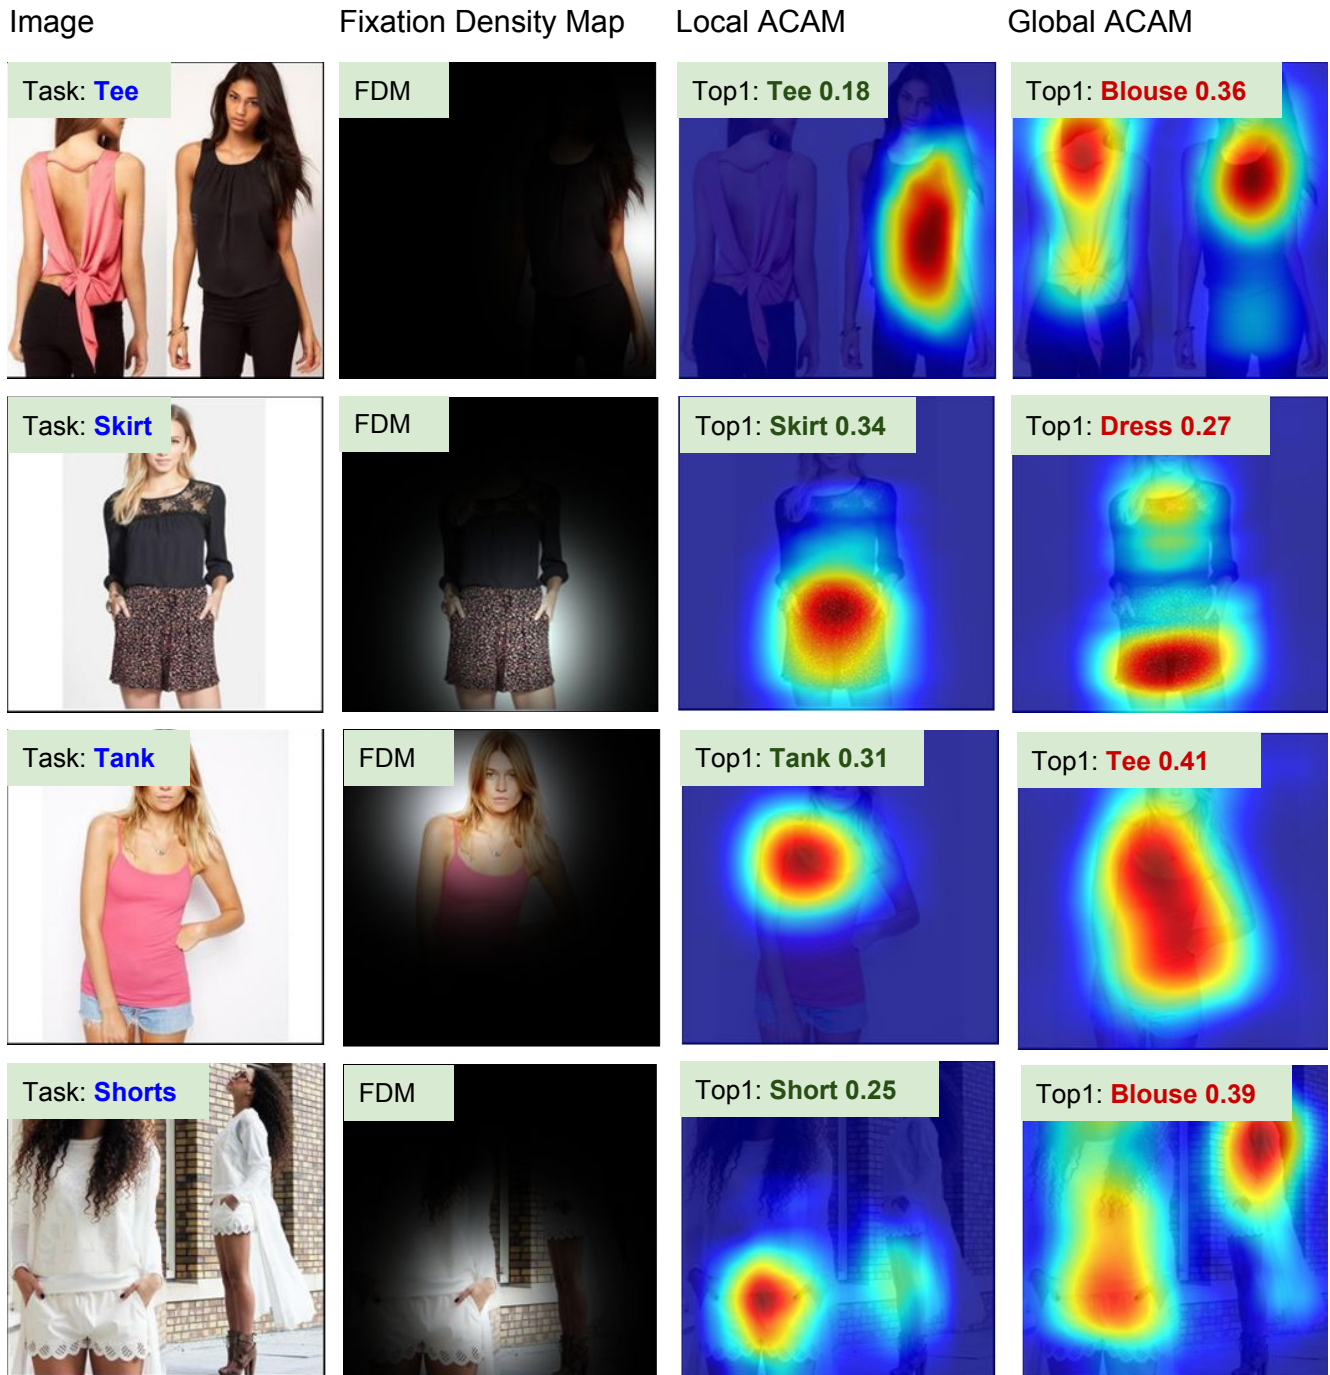 Image Fixation Density Map Local ACAM Global ACAM
Task: Tee FDM Top1: Tee 0.18 Top1: Blouse 0.36
Task: Skirt FDM Top1: Skirt 0.34 Top1: Dress 0.27
Task: Tank FDM Top1: Tank 0.31 Top1: Tee 0.41
Task: Shorts FDM Top1: Short 0.25 Top1: Blouse 0.39